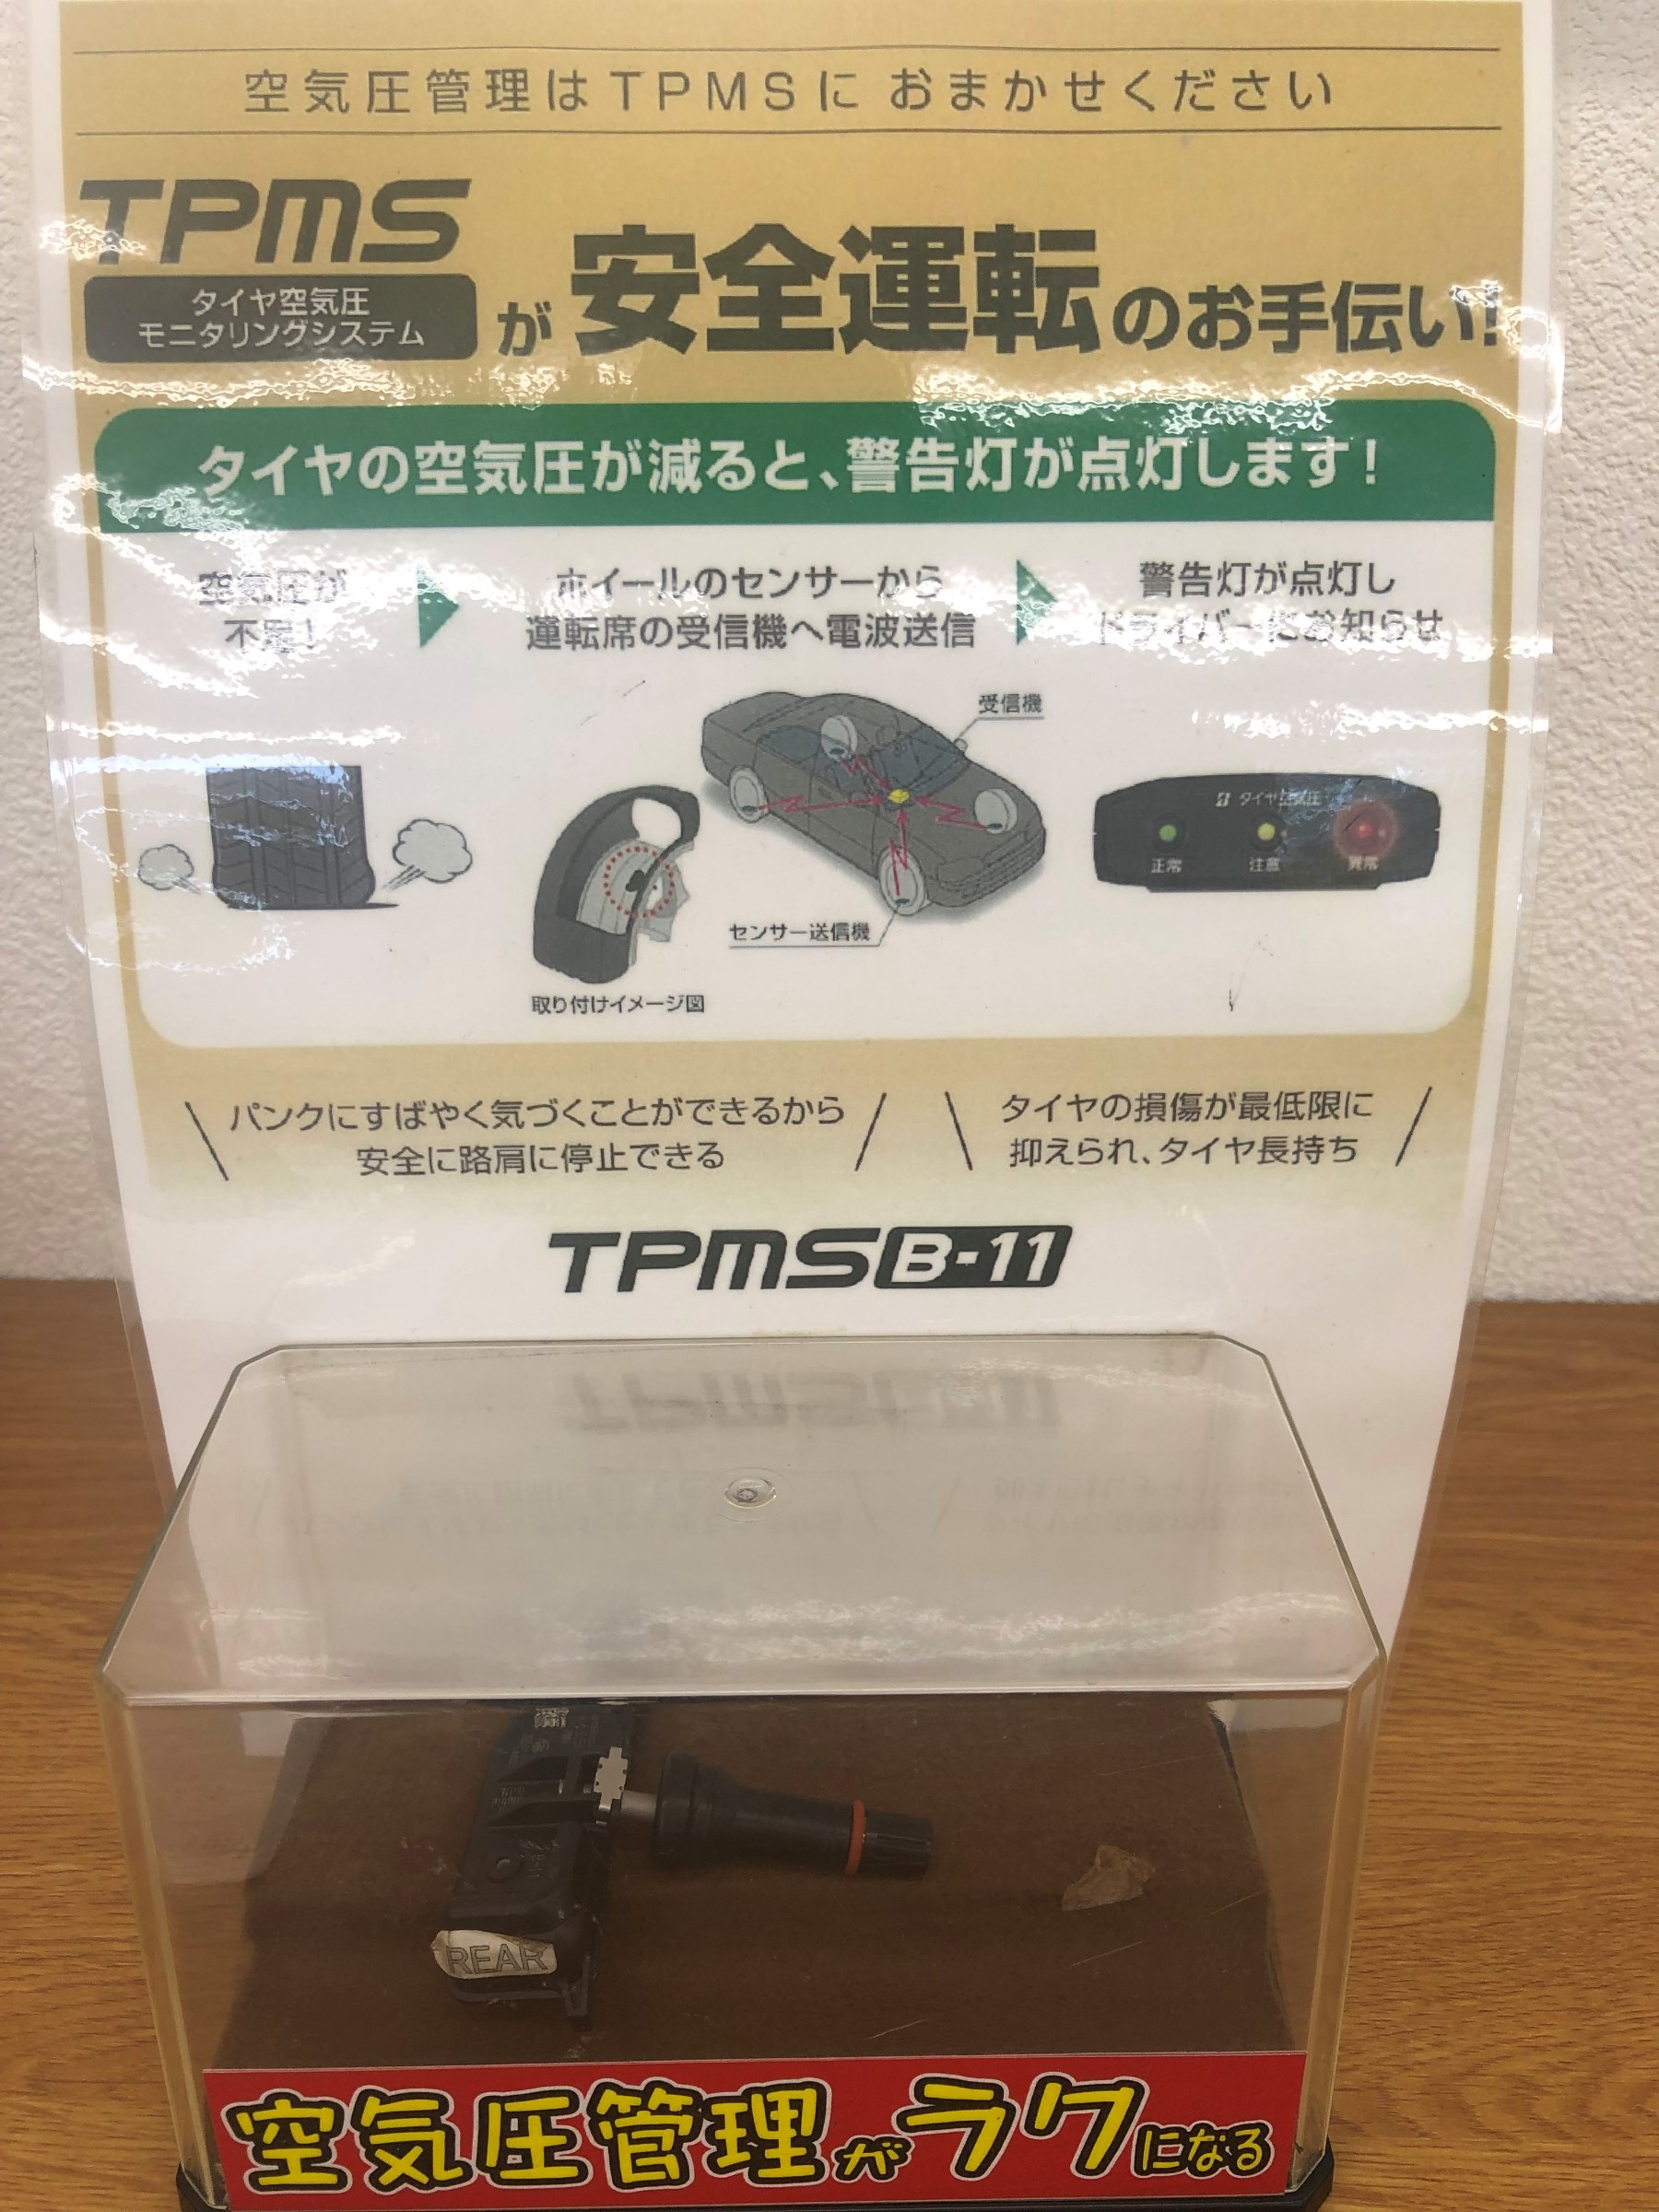 空気圧管理はTPMSに おまかせください
TPMS
タイヤ空気圧
モニタリングシステム
が 安全運転のお手伝い!
タイヤの空気圧が減ると、警告灯が点灯します!
空気圧が
不足!
ホイールのセンサーから
運転席の受信機へ電波送信
警告灯が点灯し
ドライバーにお知らせ
受信機
タイヤ空気圧
正常 注意 異常
センサー送信機
取り付けイメージ図
パンクにすばやく気づくことができるから
安全に路肩に停止できる
タイヤの損傷が最低限に
抑えられ、タイヤ長持ち
TPMS B-11
REAR
空気圧管理がラクになる